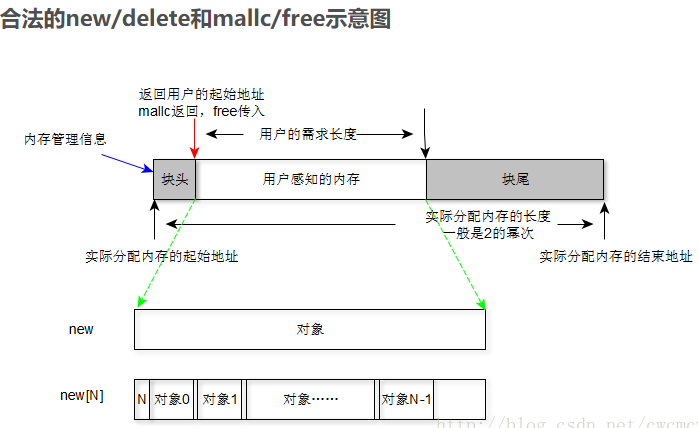 合法的new/delete和mallc/free示意图
返回用户的起始地址
mallc返回，free传入
内存管理信息
用户的需求长度
块头
用户感知的内存
块尾
实际分配内存的长度
一般是2的幂次
实际分配内存的起始地址
实际分配内存的结束地址
new
对象
new[N]
N
对象0
对象1
对象……
对象N-1
http://blog.csdn.net/cwcmc